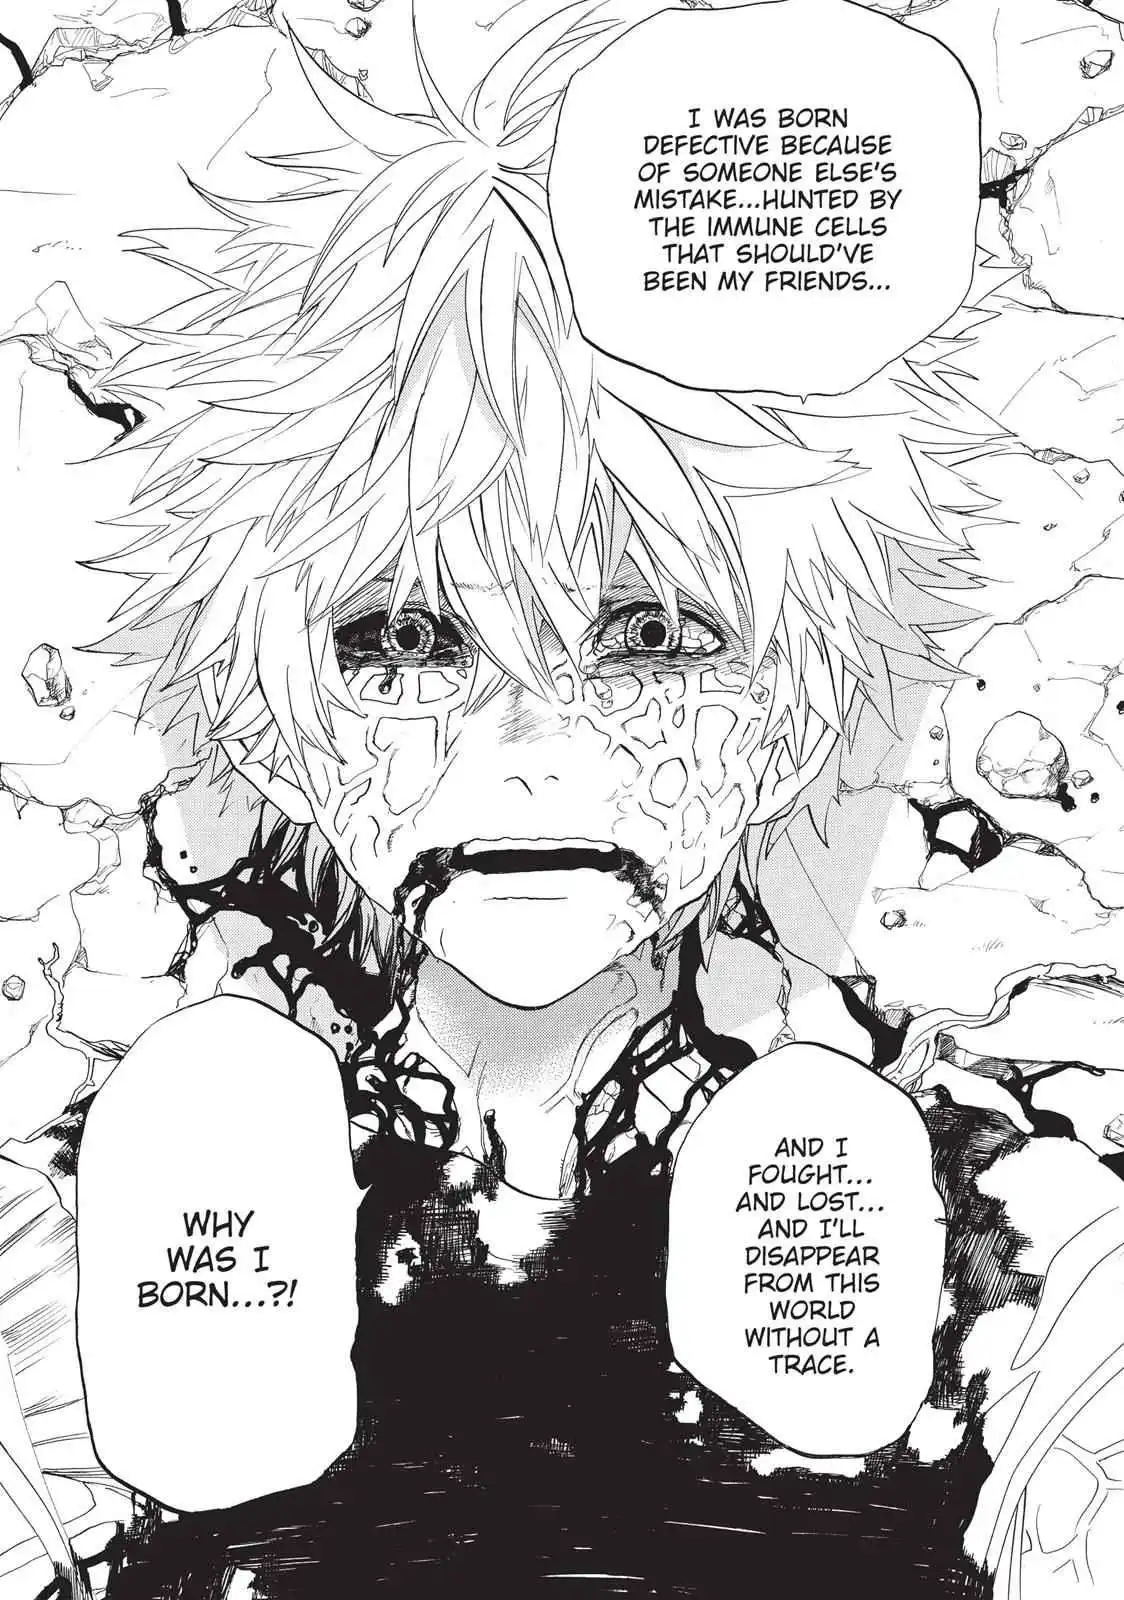 I WAS BORN
DEFECTIVE BECAUSE
OF SOMEONE ELSE'S
MISTAKE...HUNTED BY
THE IMMUNE CELLS
THAT SHOULD'VE
BEEN MY FRIENDS...
AND I
FOUGHT...
AND LOST...
AND I'LL
DISAPPEAR
FROM THIS
WORLD
WITHOUT A
TRACE.
WHY
WAS I
BORN...?!